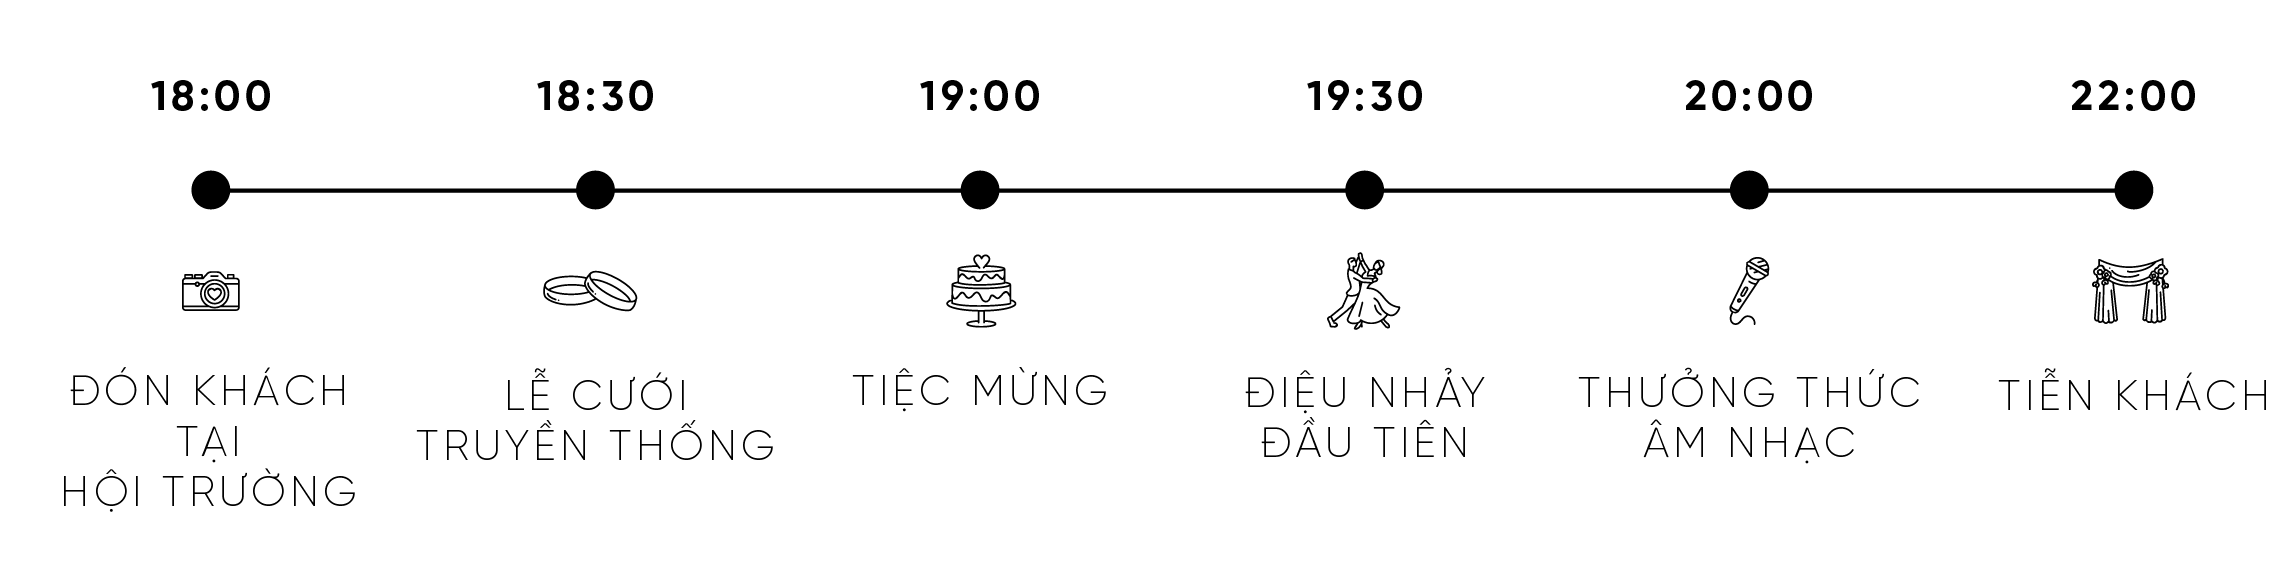 18:00
18:30
19:00
19:30
20:00
22:00
ĐÓN KHÁCH
TẠI
HỘI TRƯỜNG
LỄ CƯỚI
TRUYỀN THỐNG
TIỆC MỪNG
ĐIỆU NHẢY
ĐẦU TIÊN
THƯỞNG THỨC
ÂM NHẠC
TIỄN KHÁCH